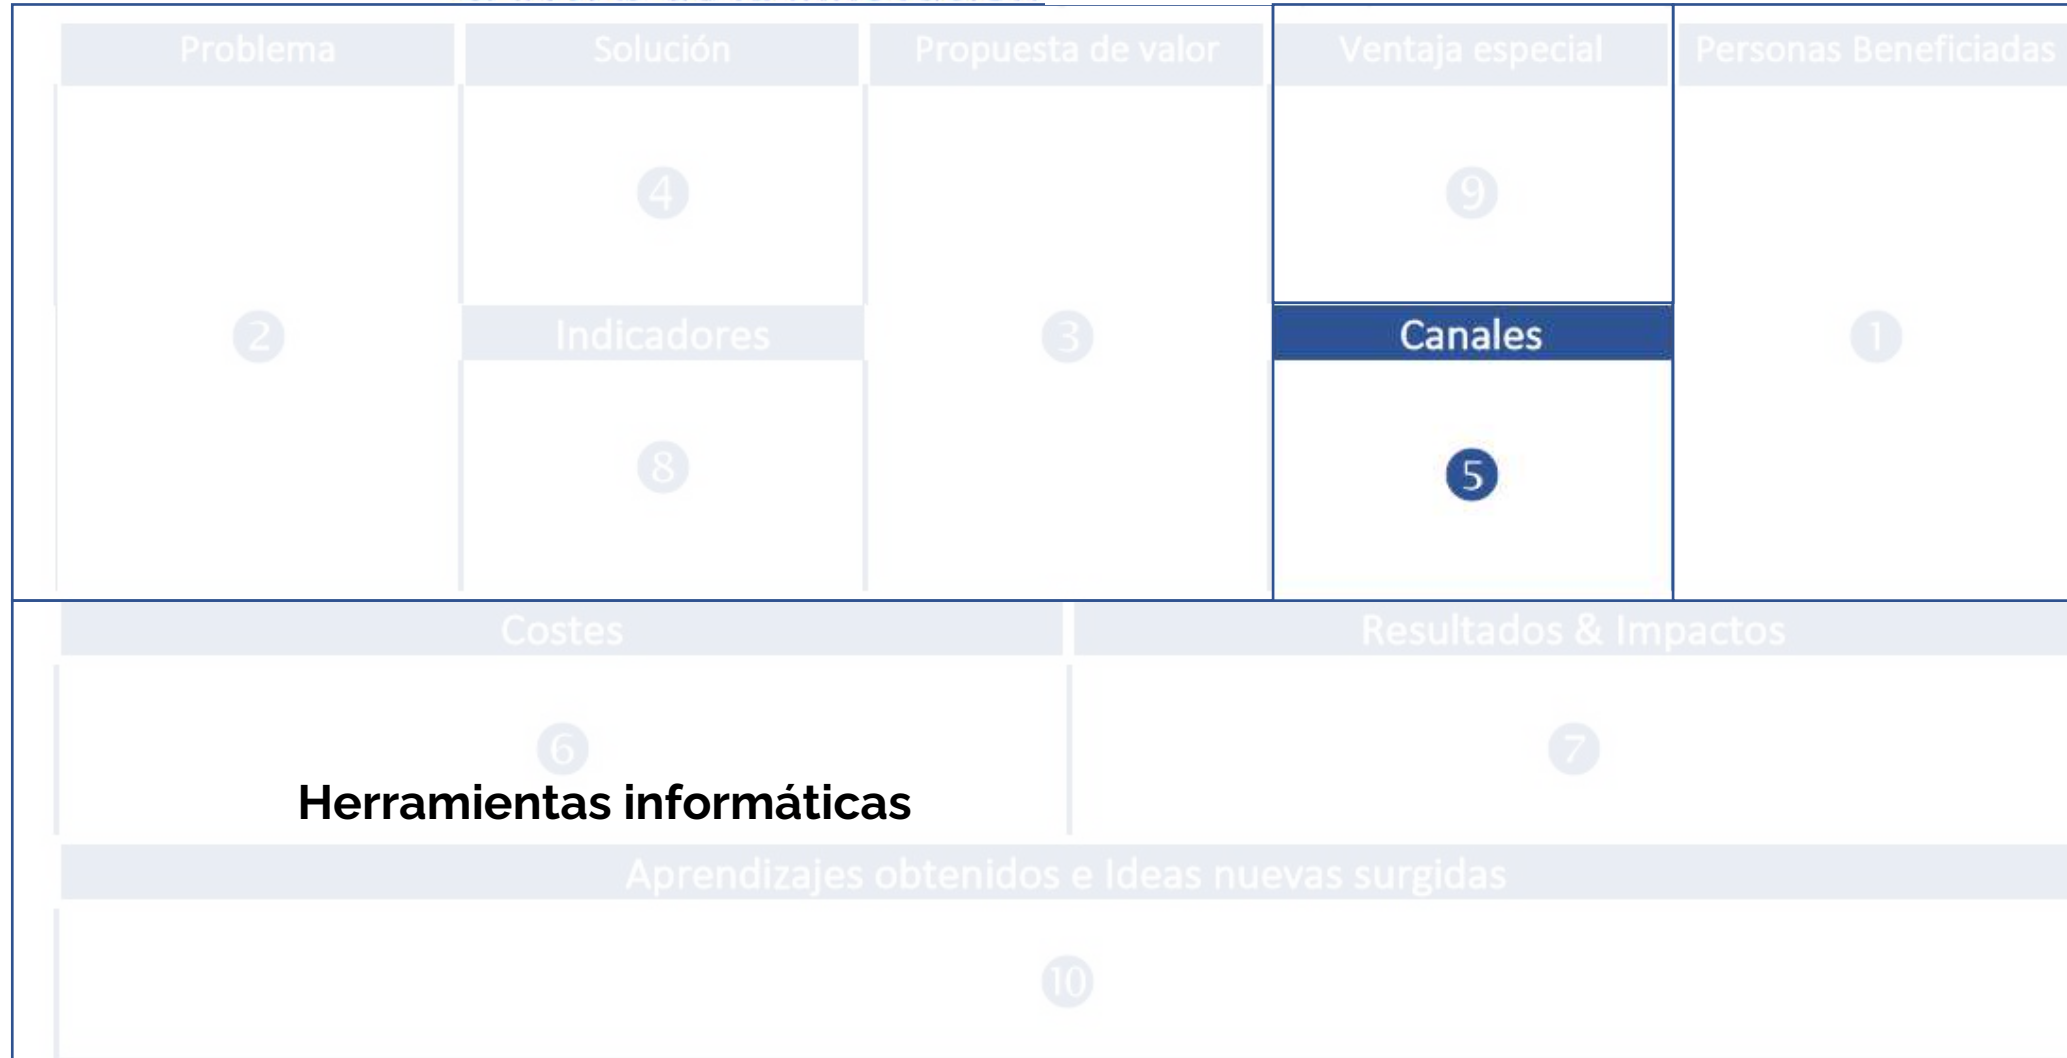 Problema
Solución
Propuesta de valor
Ventaja especial
Personas Beneficiadas
4
9
2
Indicadores
3
Canales
1
8
5
Costes
Resultados & Impactos
6
7
Herramientas informáticas
Aprendizajes obtenidos e Ideas nuevas surgidas
10